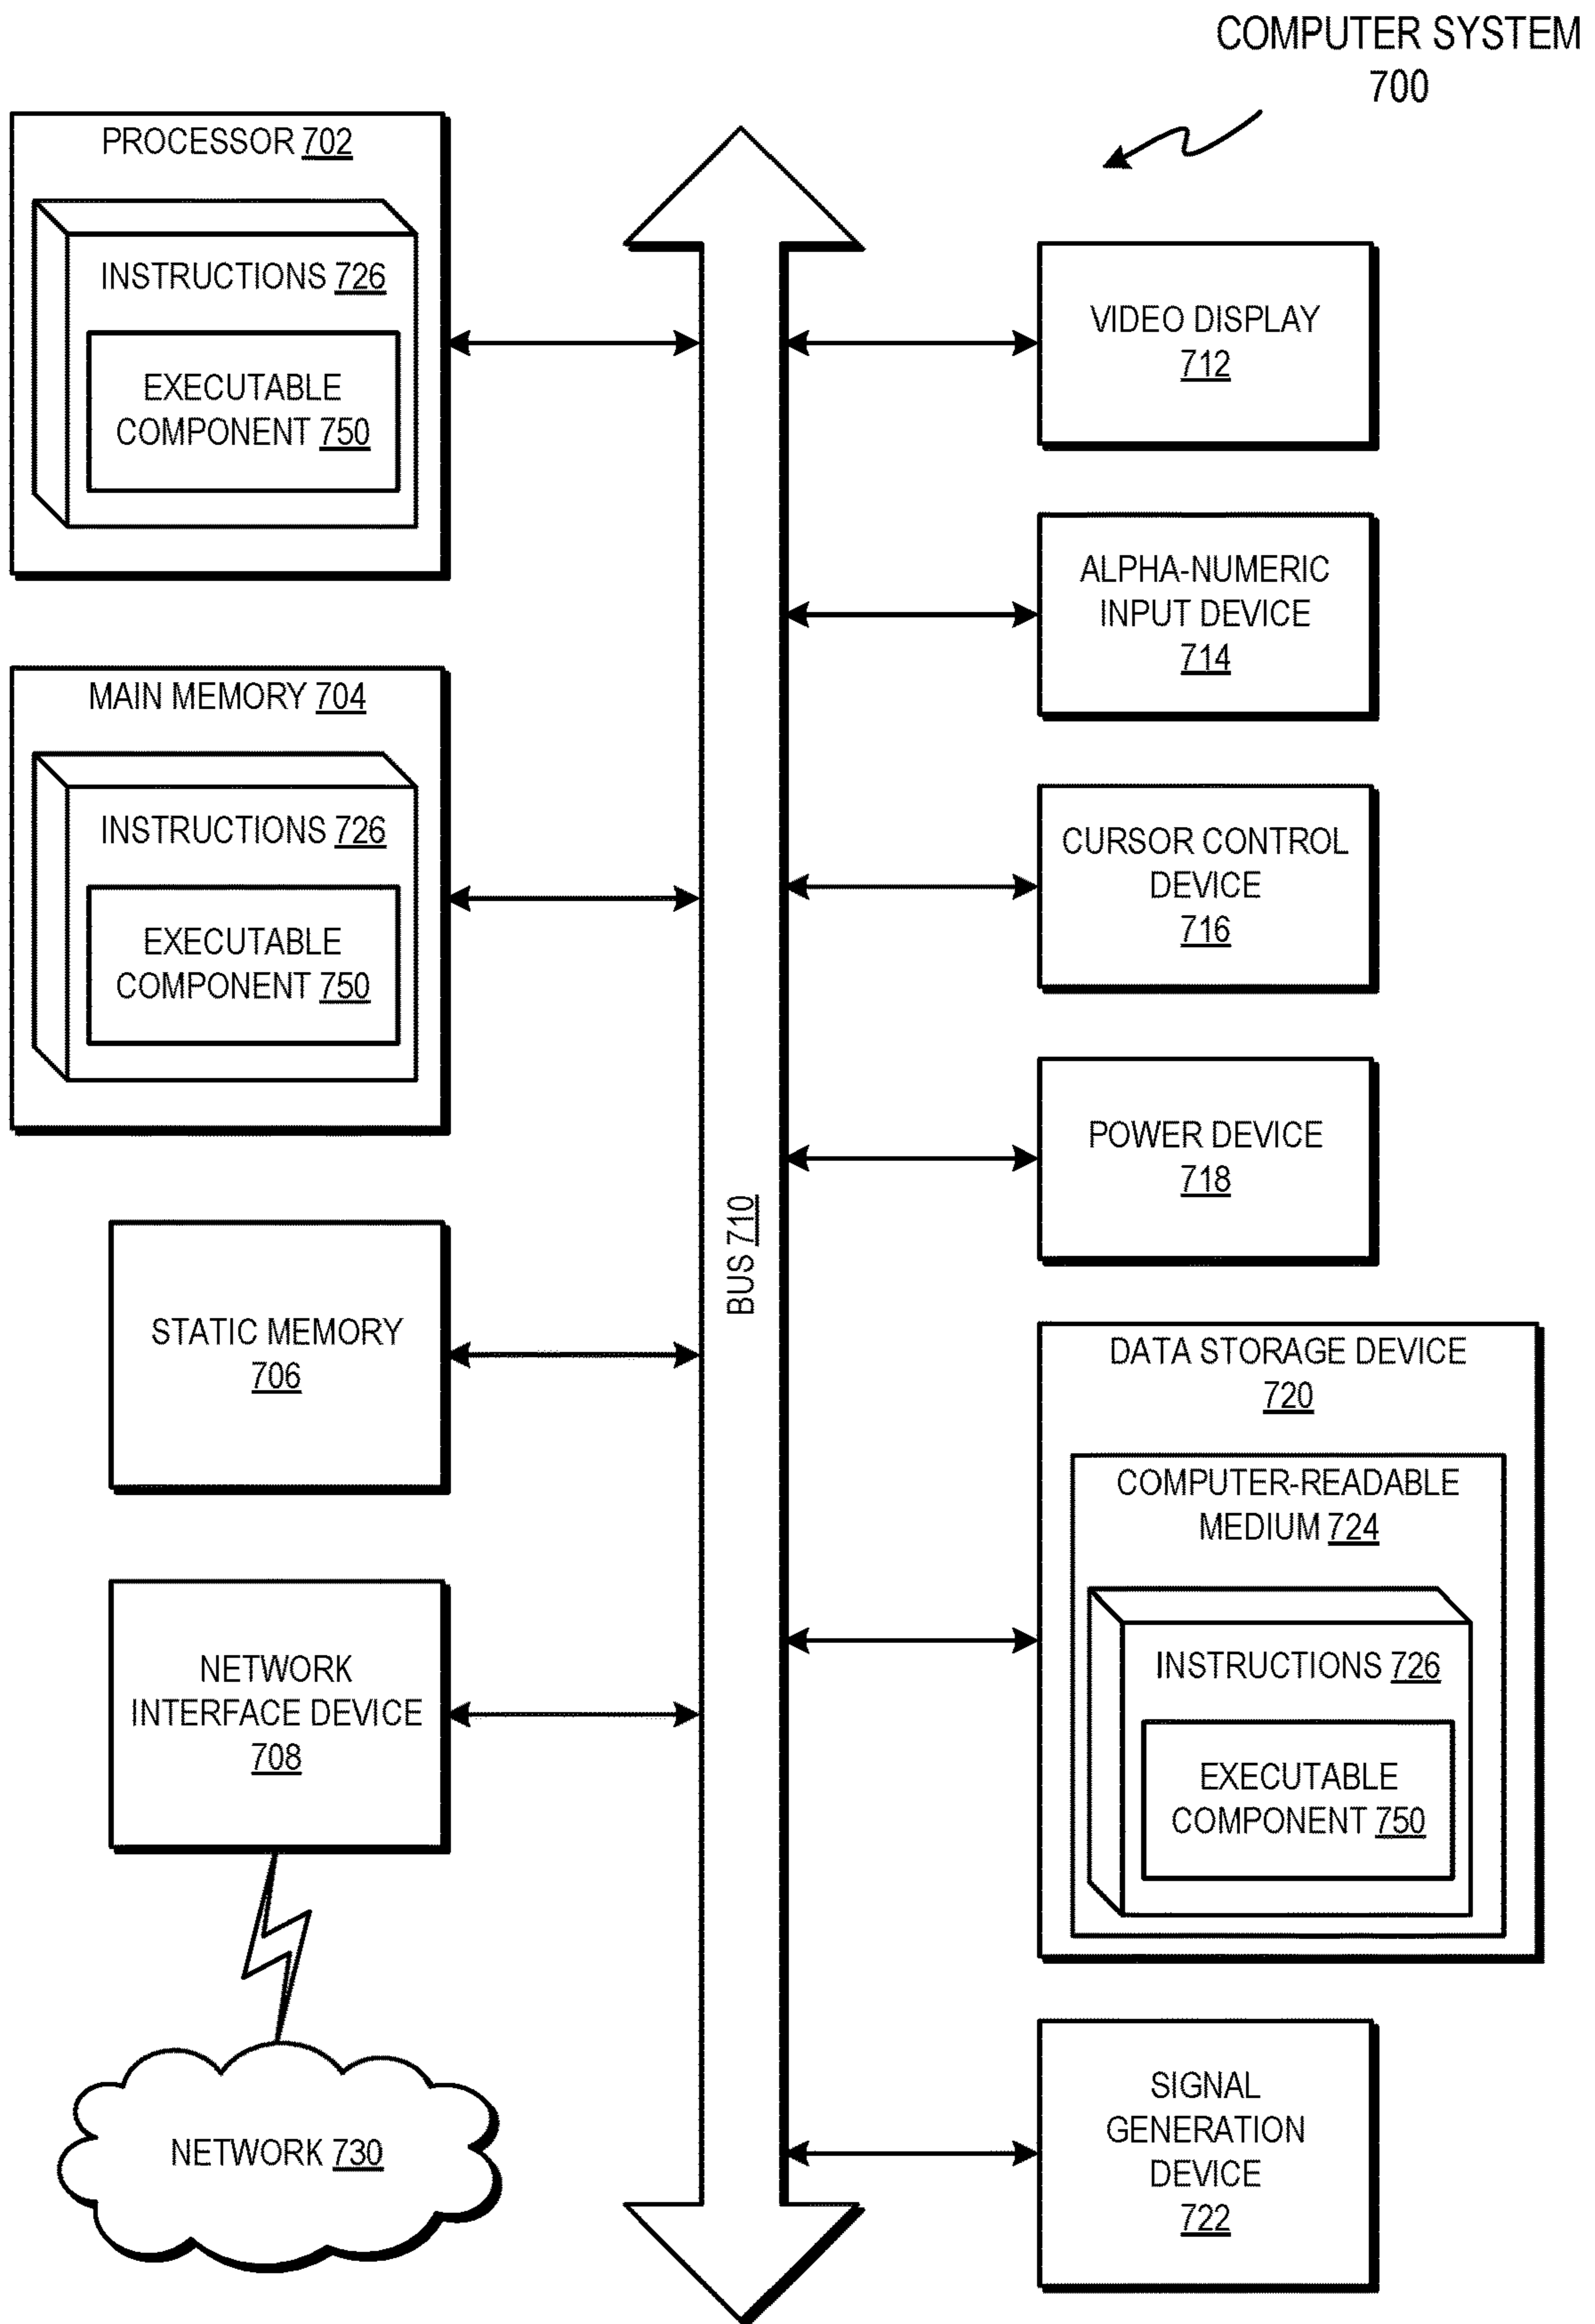 COMPUTER SYSTEM
700
PROCESSOR 702
INSTRUCTIONS 726
EXECUTABLE
COMPONENT 750
MAIN MEMORY 704
INSTRUCTIONS 726
EXECUTABLE
COMPONENT 750
STATIC MEMORY
706
NETWORK
INTERFACE DEVICE
708
NETWORK 730
BUS 710
VIDEO DISPLAY
712
ALPHA-NUMERIC
INPUT DEVICE
714
CURSOR CONTROL
DEVICE
716
POWER DEVICE
718
DATA STORAGE DEVICE
720
COMPUTER-READABLE
MEDIUM 724
INSTRUCTIONS 726
EXECUTABLE
COMPONENT 750
SIGNAL
GENERATION
DEVICE
722